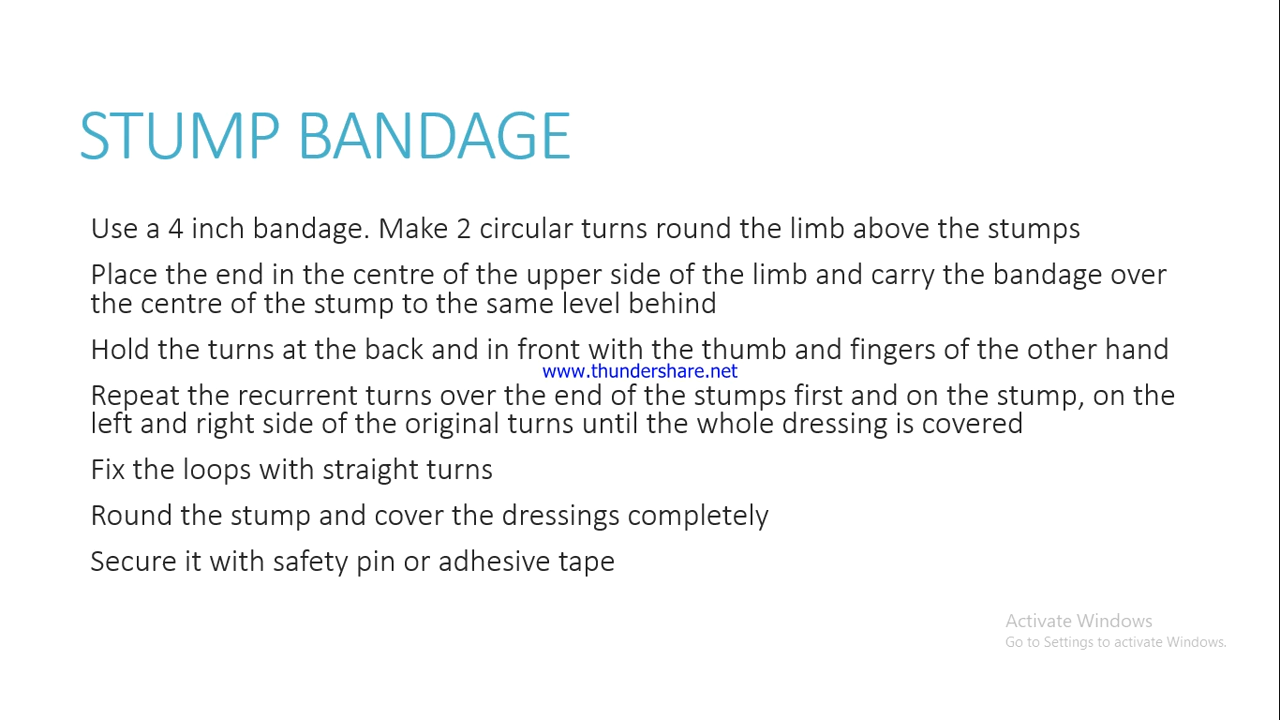 STUMP BANDAGE
Use a 4 inch bandage. Make 2 circular turns round the limb above the stumps
Place the end in the centre of the upper side of the limb and carry the bandage over
the centre of the stump to the same level behind
Hold the turns at the back and in front with the thumb and fingers of the other hand
www.thundershare.net
Repeat the recurrent turns over the end of the stumps first and on the stump, on the
left and right side of the original turns until the whole dressing is covered
Fix the loops with straight turns
Round the stump and cover the dressings completely
Secure it with safety pin or adhesive tape
Activate Windows
Go to Settings to activate Windows.